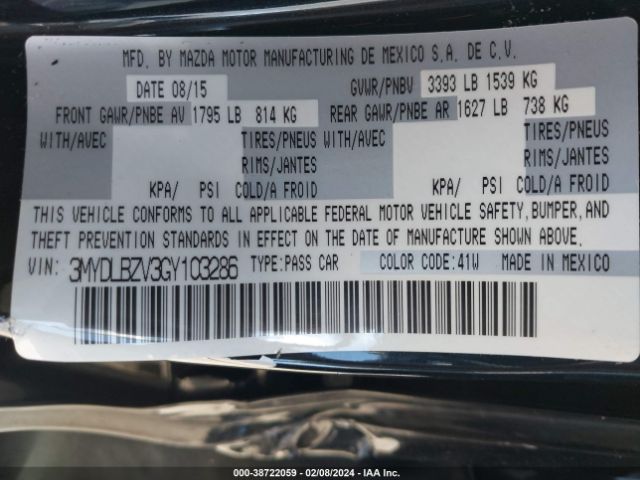 MFD. BY MAZDA MOTOR MANUFACTURING DE MEXICO S.A. DE C.V.
DATE 08/15 GVWR/PNBV 3393 LB 1539 KG
FRONT GAWR/PNBE AV 1795 LB 814 KG REAR GAWR/PNBE AR 1627 LB 738 KG
WITH/AVEC TIRES/PNEUS WITH/AVEC TIRES/PNEUS
RIMS/JANTES RIMS/JANTES
KPA/ PSI COLD/A FROID KPA/ PSI COLD/A FROID
THIS VEHICLE CONFORMS TO ALL APPLICABLE FEDERAL MOTOR VEHICLE SAFETY, BUMPER, AND
THEFT PREVENTION STANDARDS IN EFFECT ON THE DATE OF MANUFACTURE SHOWN ABOVE.
VIN: 3MYDLBZV3GY103286 TYPE:PASS CAR COLOR CODE:41W MADE IN MEXICO
000-38722059 - 02/08/2024 - IAA Inc.